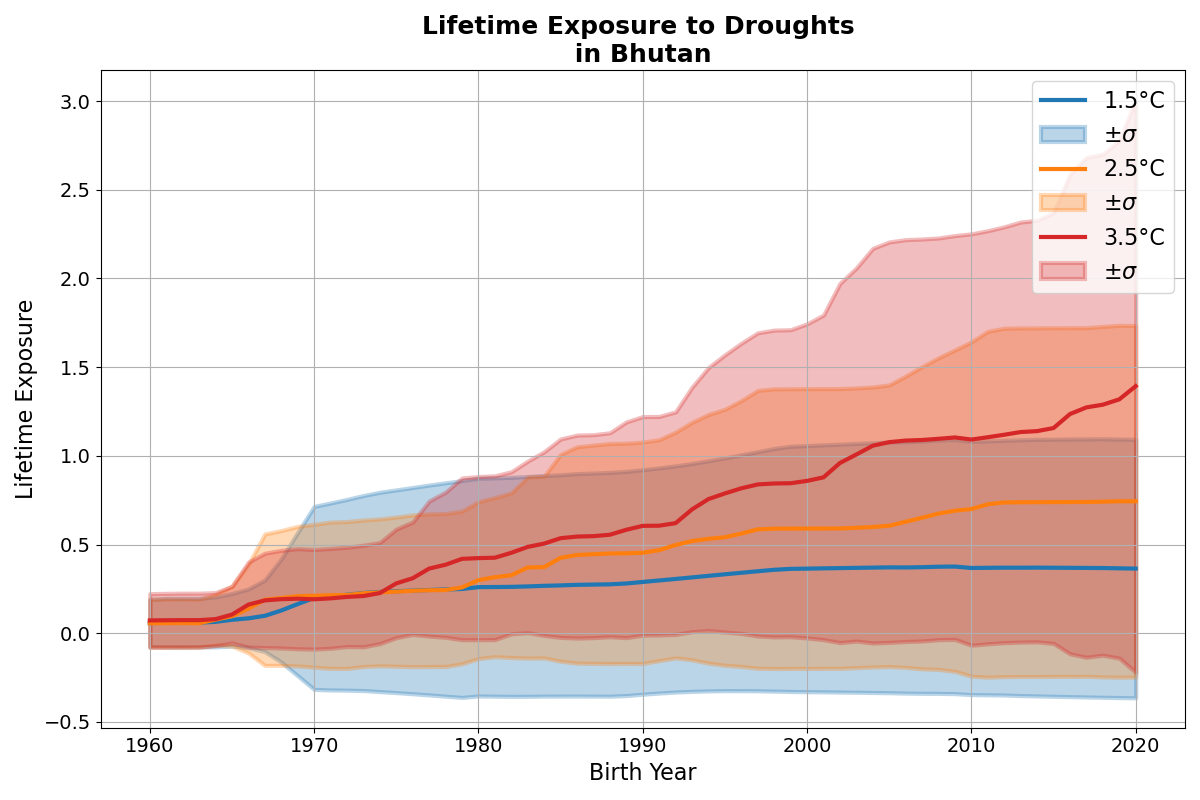 Lifetime Exposure to Droughts
in Bhutan
Lifetime Exposure
3.0
2.5
2.0
1.5
1.0
0.5
0.0
−0.5
1960
1970
1980
1990
2000
2010
2020
Birth Year
1.5°C
±σ
2.5°C
±σ
3.5°C
±σ